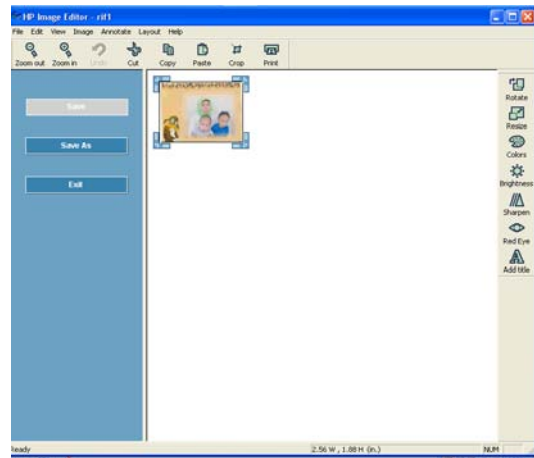 HP Image Editor - rif1
File Edit View Image Annotate Layout Help
Zoom out Zoom in Undo Cut Copy Paste Crop Print
Save
Save As
Exit
Rotate
Resize
Colors
Brightness
Sharpen
Red Eye
Add title
Ready
2.56 W , 1.88 H (in.)
NUM